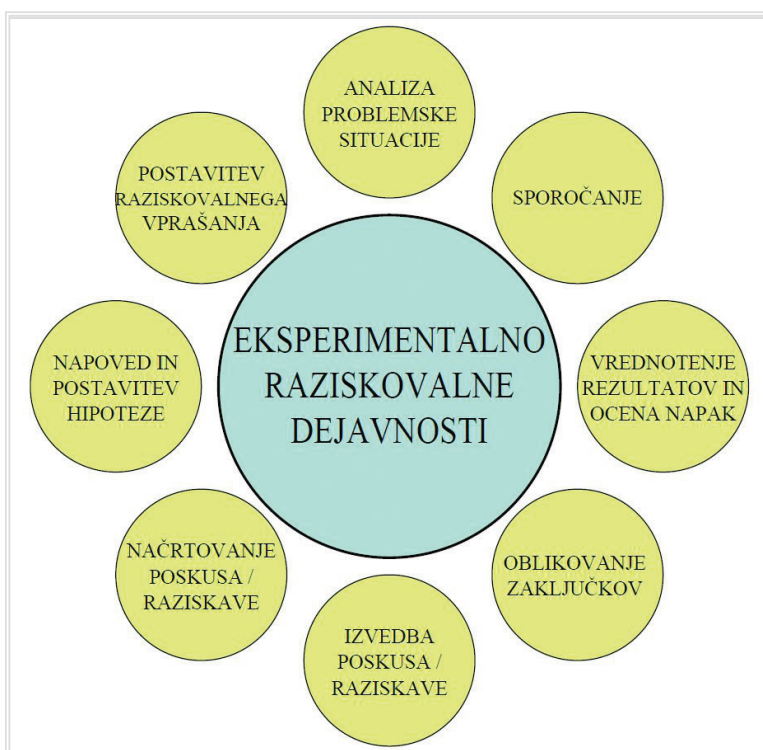 ANALIZA
PROBLEMSKE
SITUACIJE
POSTAVITEV
RAZISKOVALNEGA
VPRAŠANJA
SPOROČANJE
EKSPERIMENTALNO
RAZISKOVALNE
DEJAVNOSTI
NAPOVED IN
POSTAVITEV
HIPOTEZE
VREDNOTENJE
REZULTATOV IN
OCENA NAPAK
NAČRTOVANJE
POSKUSA /
RAZISKAVE
OBLIKOVANJE
ZAKLJUČKOV
IZVEDBA
POSKUSA /
RAZISKAVE